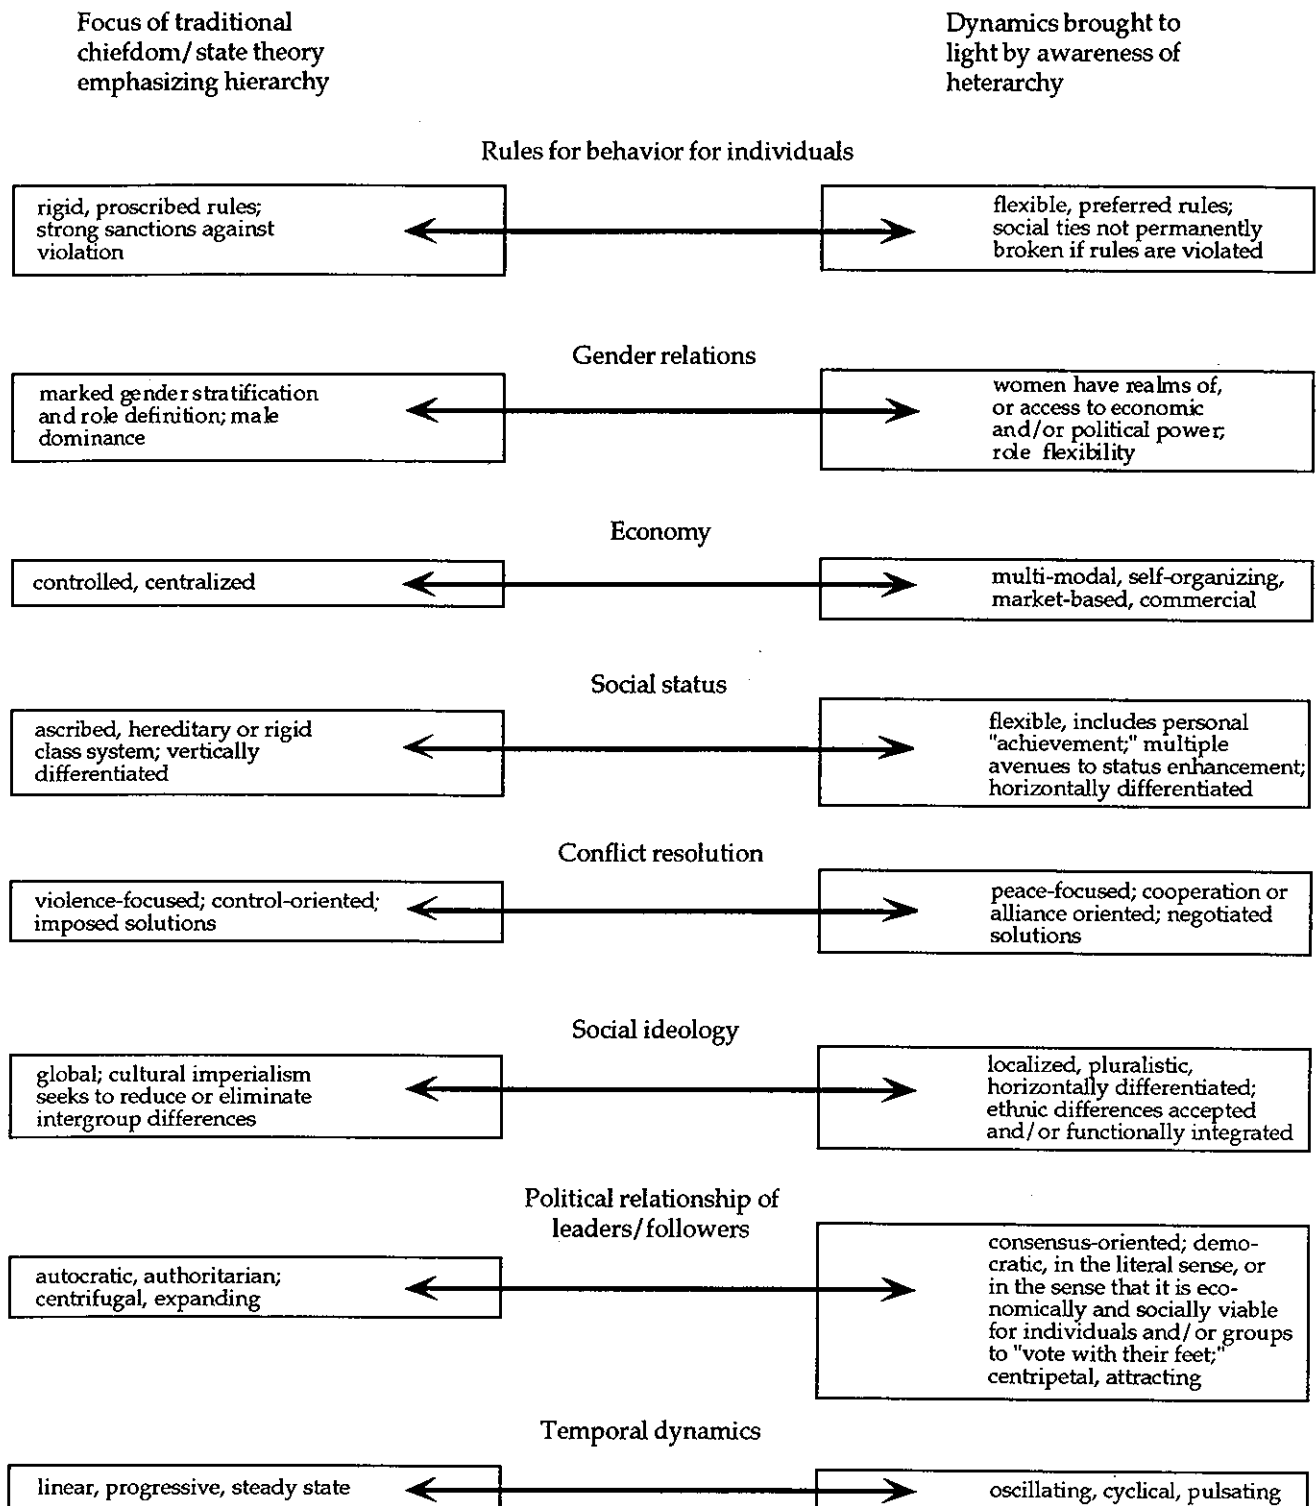 Focus of traditional
chiefdom/state theory
emphasizing hierarchy
Dynamics brought to
light by awareness of
heterarchy
Rules for behavior for individuals
rigid, proscribed rules;
strong sanctions against
violation
flexible, preferred rules;
social ties not permanently
broken if rules are violated
Gender relations
marked gender stratification
and role definition; male
dominance
women have realms of,
or access to economic
and/or political power;
role flexibility
Economy
controlled, centralized
multi-modal, self-organizing,
market-based, commercial
Social status
ascribed, hereditary or rigid
class system; vertically
differentiated
flexible, includes personal
"achievement;" multiple
avenues to status enhancement;
horizontally differentiated
Conflict resolution
violence-focused; control-oriented;
imposed solutions
peace-focused; cooperation or
alliance oriented; negotiated
solutions
Social ideology
global; cultural imperialism
seeks to reduce or eliminate
intergroup differences
localized, pluralistic,
horizontally differentiated;
ethnic differences accepted
and/or functionally integrated
Political relationship of
leaders/followers
autocratic, authoritarian;
centrifugal, expanding
consensus-oriented; demo-
cratic, in the literal sense, or
in the sense that it is eco-
nomically and socially viable
for individuals and/or groups
to "vote with their feet;"
centripetal, attracting
Temporal dynamics
linear, progressive, steady state
oscillating, cyclical, pulsating